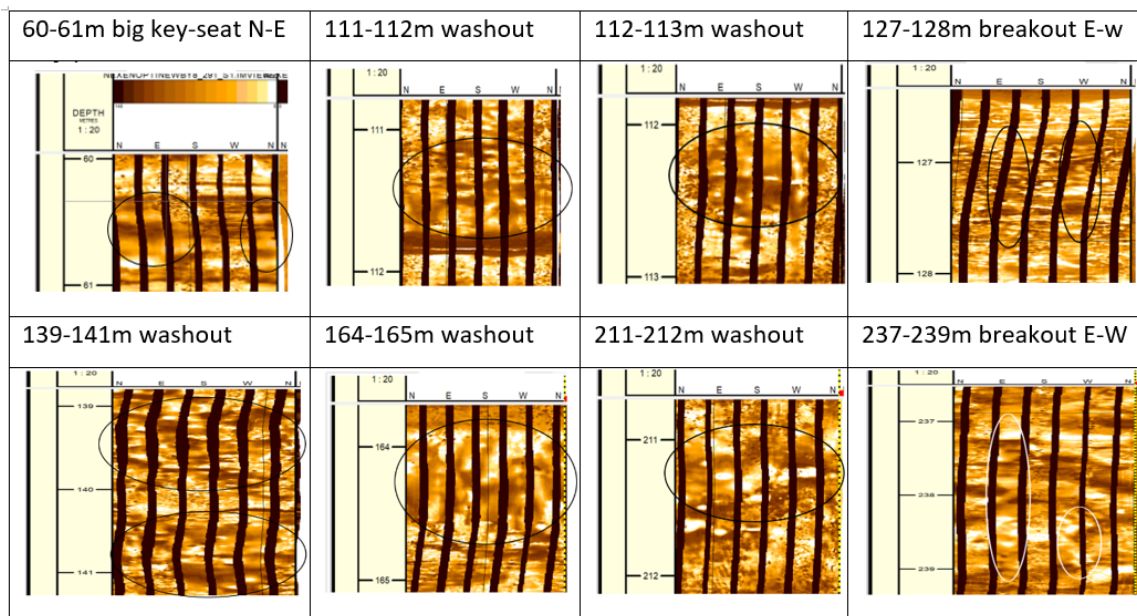 60-61m big key-seat N-E
111-112m washout
112-113m washout
127-128m breakout E-w
DEPTH
METRES
1 : 20
N E S W N N
60
61
1 : 20
N E S W N
111
112
1 : 20
N E S W N
112
113
1 : 20
N E S W N
127
128
139-141m washout
164-165m washout
211-212m washout
237-239m breakout E-W
1 : 20
N E S W N
139
140
141
1 : 20
N E S W N
164
165
1 : 20
N E S W N
211
212
1 : 20
N E S W N
237
238
239